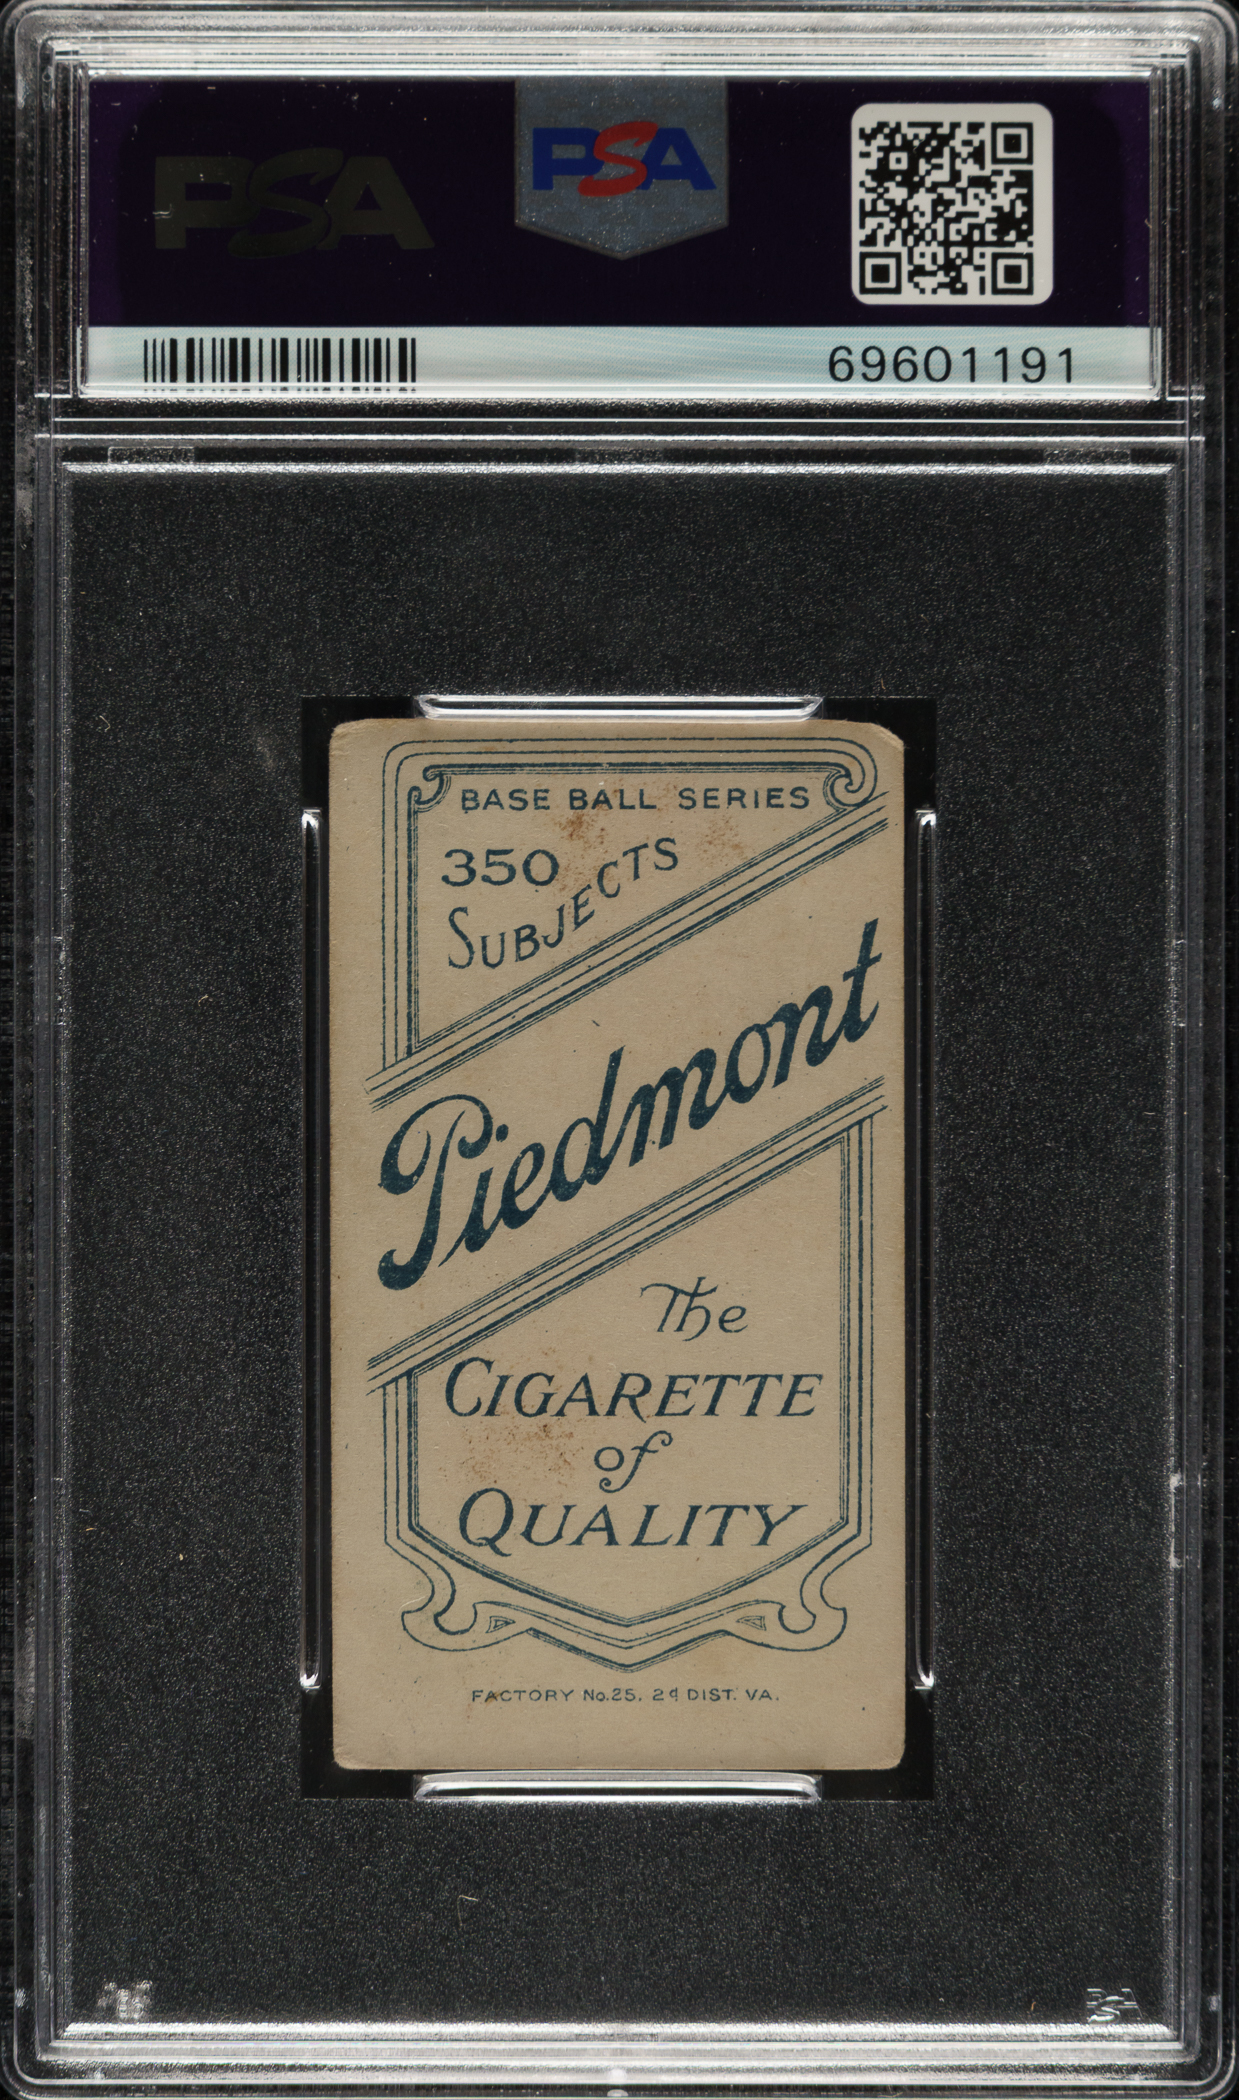 PSA
PSA
69601191
BASE BALL SERIES
350
SUBJECTS
Piedmont
The
CIGARETTE
of
QUALITY
FACTORY No.25, 2d DIST. VA.
PSA